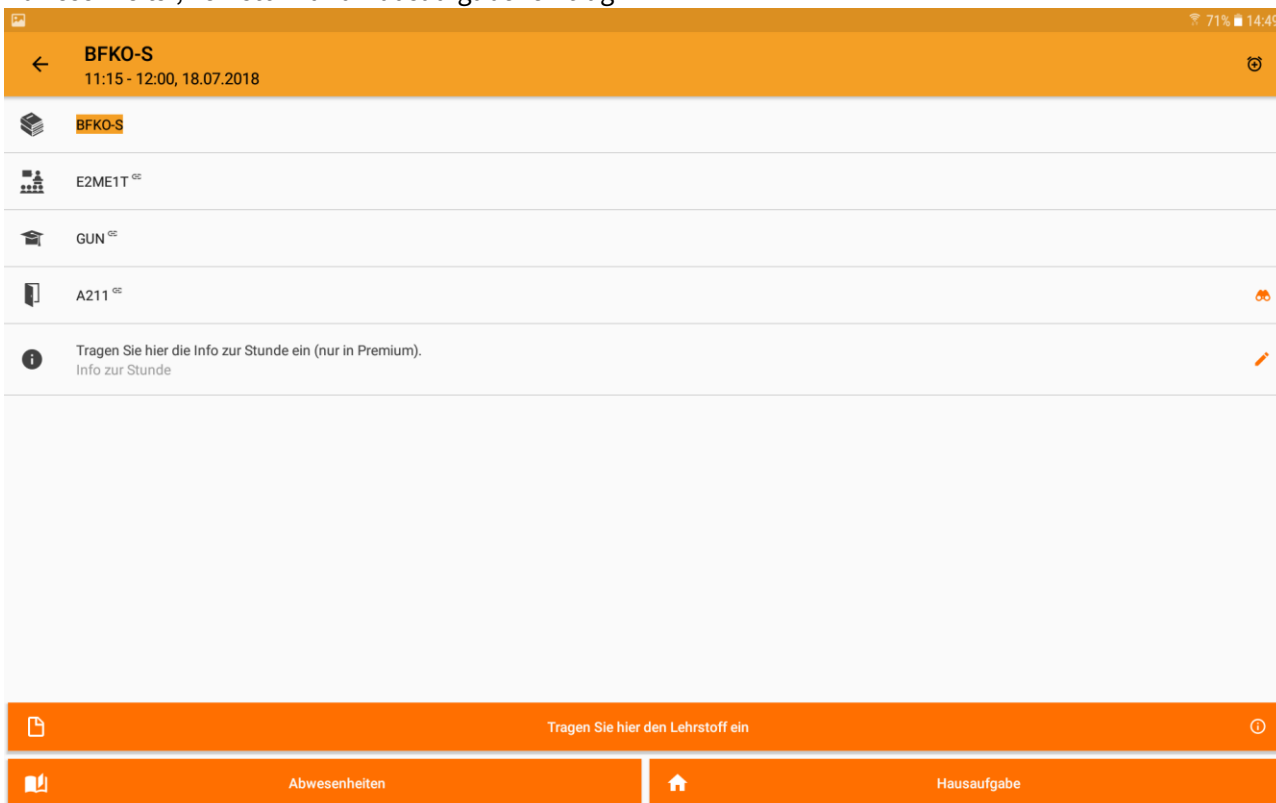 71% 14:49
BFKO-S
11:15 - 12:00, 18.07.2018
BFKO-S
E2ME1T
GUN
A211
Tragen Sie hier die Info zur Stunde ein (nur in Premium).
Info zur Stunde
Tragen Sie hier den Lehrstoff ein
Abwesenheiten Hausaufgabe